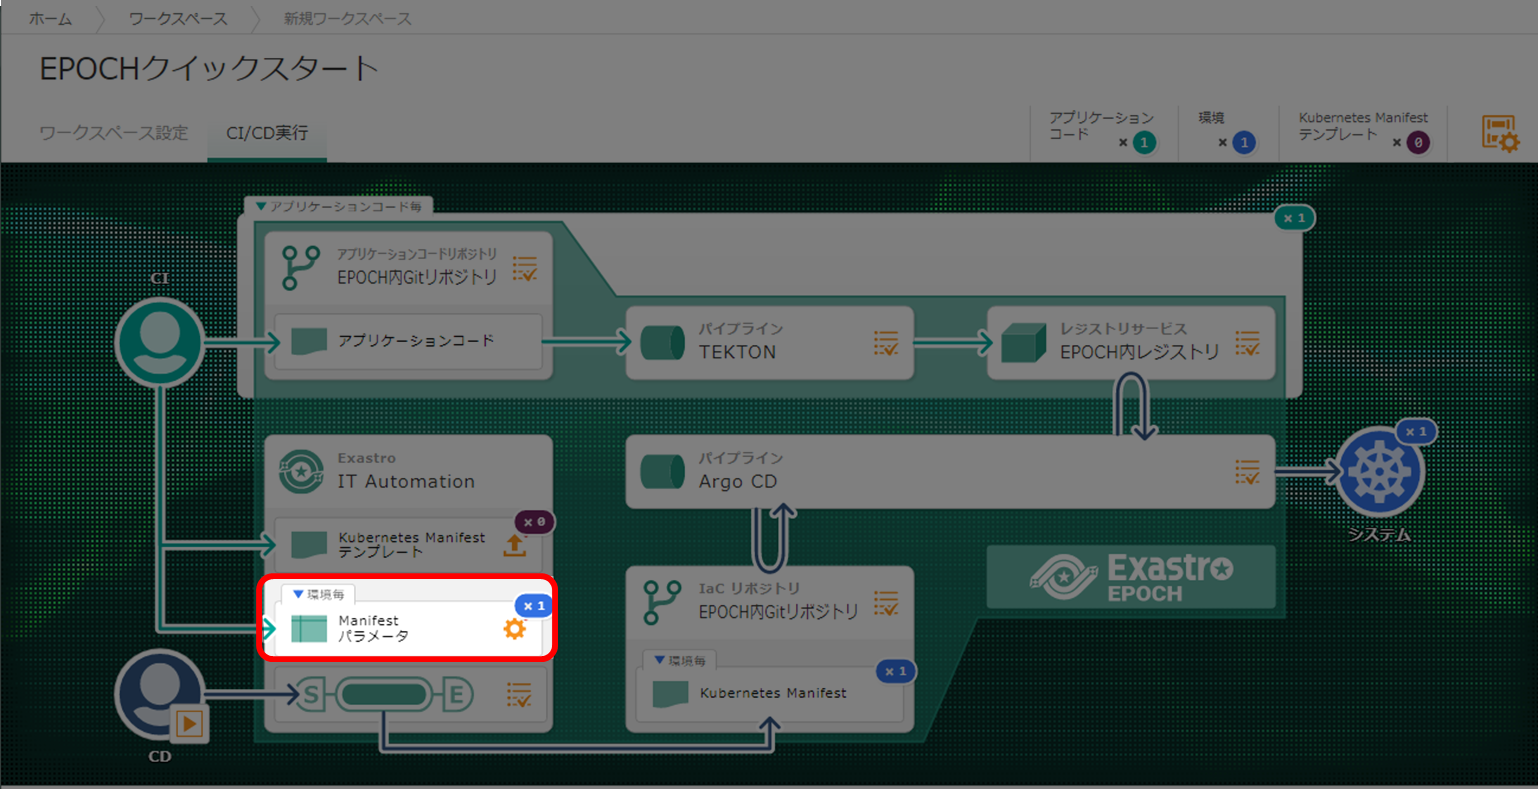 ホーム
ワークスペース
新規ワークスペース
EPOCHクイックスタート
ワークスペース設定
CI/CD実行
アプリケーション
コード
× 1
環境
× 1
Kubernetes Manifest
テンプレート
× 0
▼アプリケーションコード毎
× 1
アプリケーションコードリポジトリ
EPOCH内Gitリポジトリ
CI
アプリケーションコード
パイプライン
TEKTON
レジストリサービス
EPOCH内レジストリ
Exastro
IT Automation
パイプライン
Argo CD
× 1
システム
× 0
Kubernetes Manifest
テンプレート
Exastro
EPOCH
▼環境毎
× 1
Manifest
パラメータ
IaC リポジトリ
EPOCH内Gitリポジトリ
▼環境毎
× 1
Kubernetes Manifest
S
E
CD